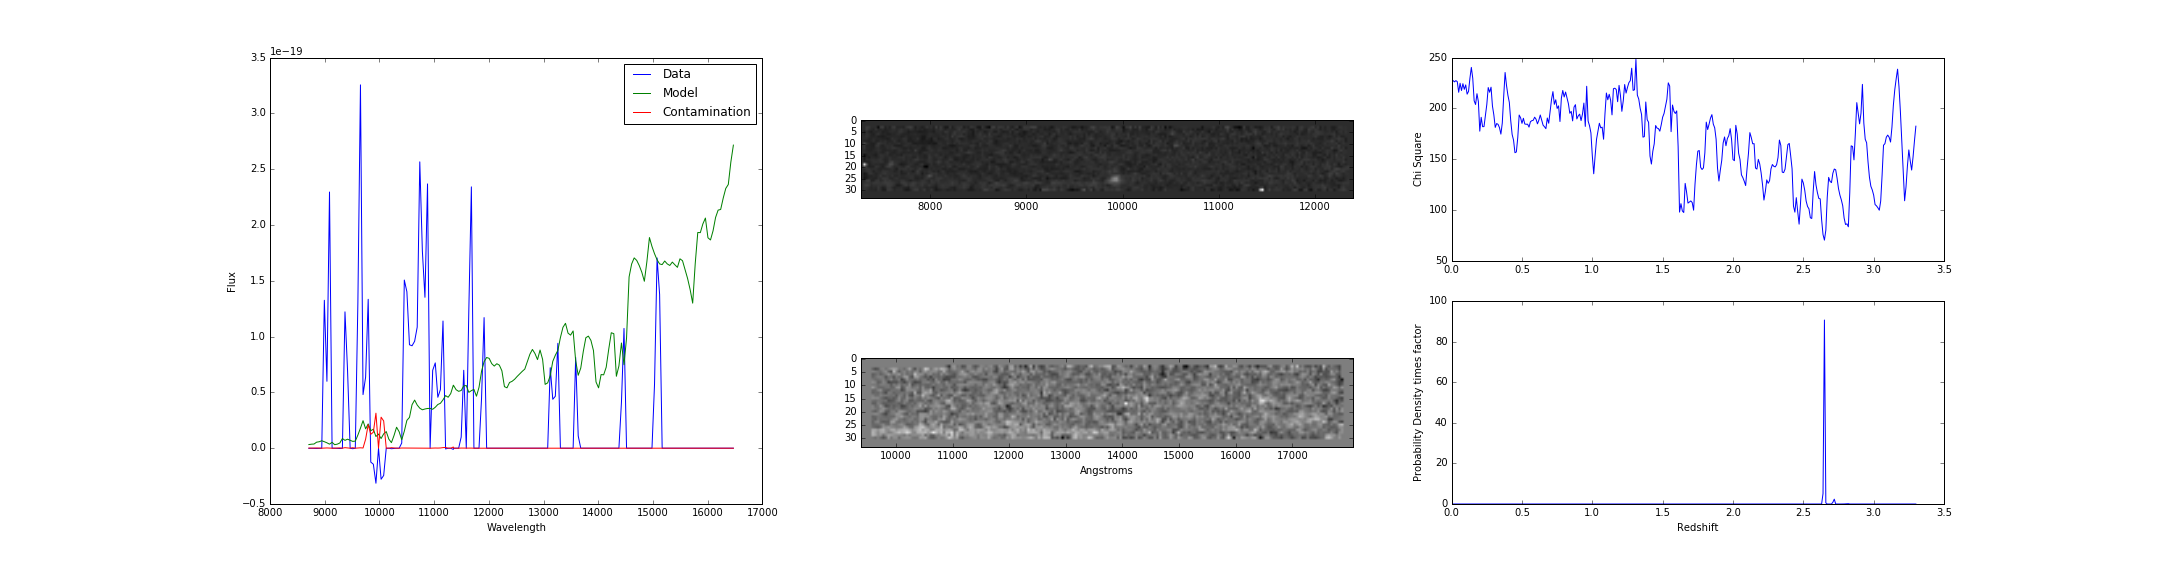 1e−19
3.5
3.0
2.5
2.0
1.5
1.0
0.5
0.0
−0.5
8000 9000 10000 11000 12000 13000 14000 15000 16000 17000
Flux
Wavelength
Data
Model
Contamination
0
5
10
15
20
25
30
8000 9000 10000 11000 12000
0
5
10
15
20
25
30
10000 11000 12000 13000 14000 15000 16000 17000
Angstroms
250
200
150
100
50
0.0 0.5 1.0 1.5 2.0 2.5 3.0 3.5
Chi Square
100
80
60
40
20
0
0.0 0.5 1.0 1.5 2.0 2.5 3.0 3.5
Probability Density times factor
Redshift